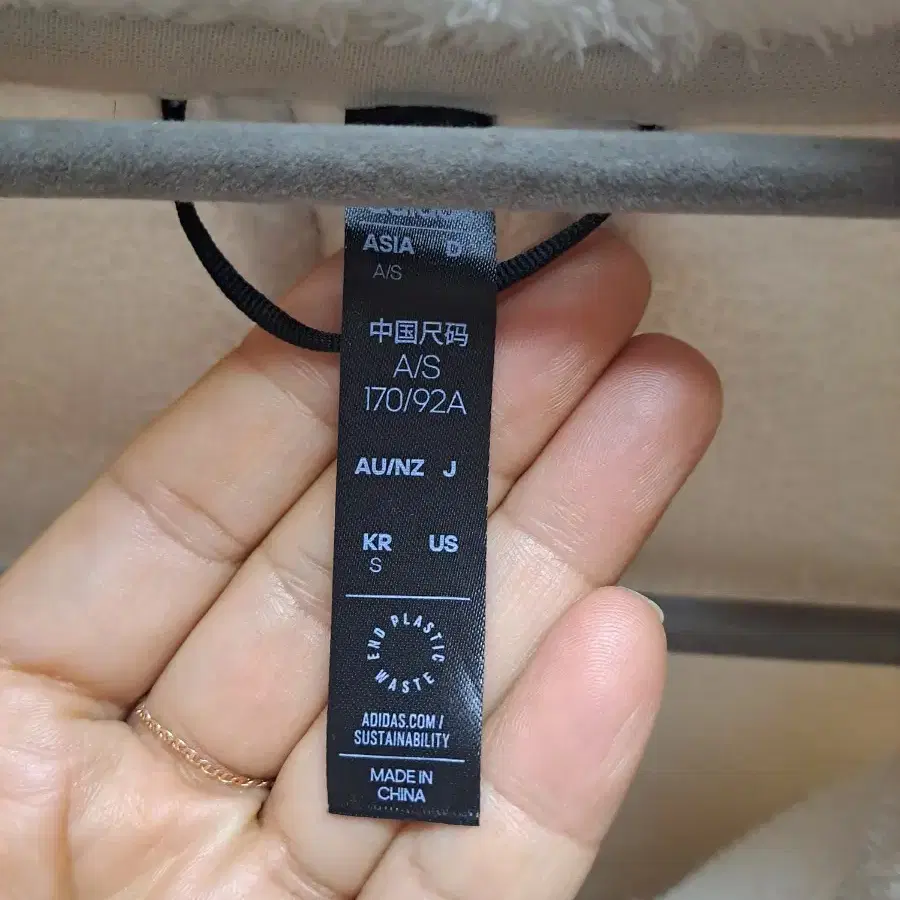 ASIA D
A/S
中国尺码
A/S
170/92A
AU/NZ J
KR US
S
END PLASTIC WASTE
ADIDAS.COM/
SUSTAINABILITY
MADE IN
CHINA